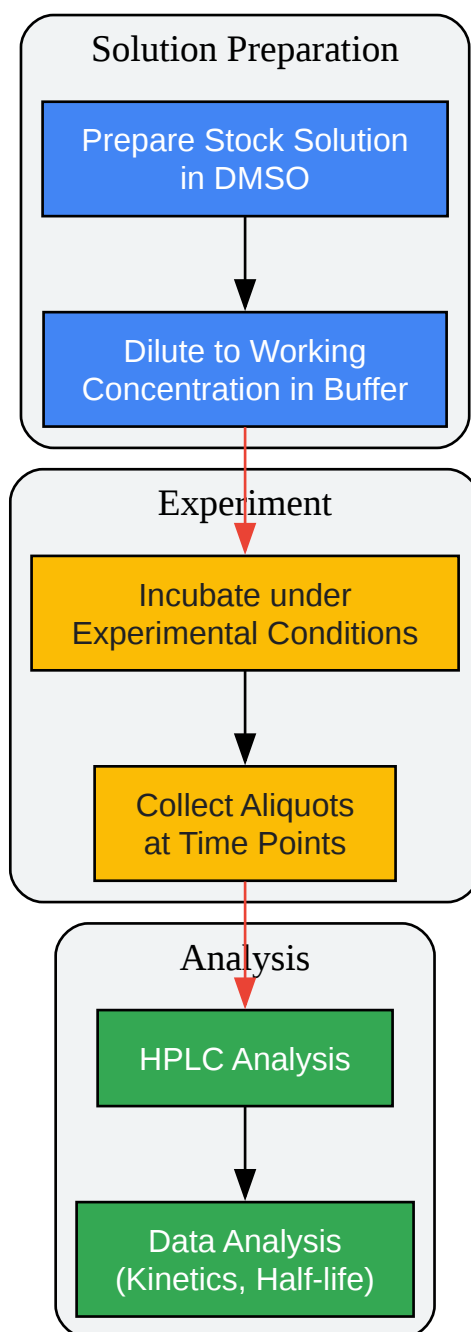 Solution Preparation
Prepare Stock Solution
in DMSO
Dilute to Working
Concentration in Buffer
Experiment
Incubate under
Experimental Conditions
Collect Aliquots
at Time Points
Analysis
HPLC Analysis
Data Analysis
(Kinetics, Half-life)